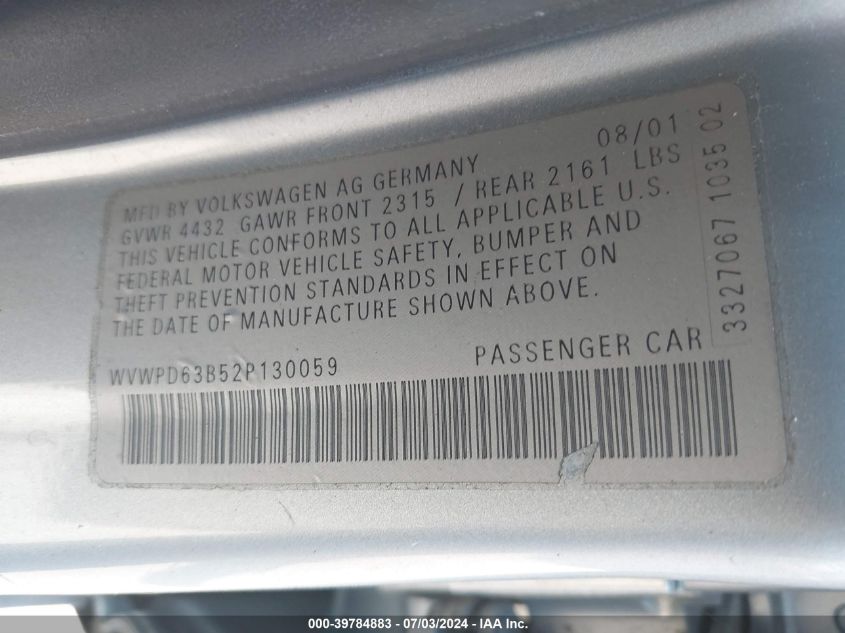 08/01
MFD BY VOLKSWAGEN AG GERMANY
GVWR 4432 GAWR FRONT 2315 / REAR 2161 LBS
THIS VEHICLE CONFORMS TO ALL APPLICABLE U.S.
FEDERAL MOTOR VEHICLE SAFETY, BUMPER AND
THEFT PREVENTION STANDARDS IN EFFECT ON
THE DATE OF MANUFACTURE SHOWN ABOVE.
WVWPD63B52P130059 PASSENGER CAR
3327067 1035 02
000-39784883 - 07/03/2024 - IAA Inc.